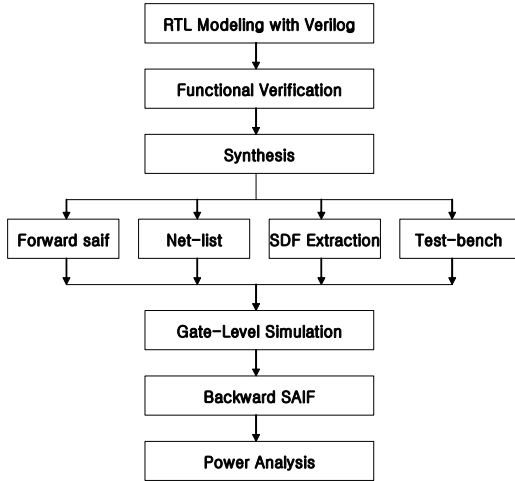 RTL Modeling with Verilog
Functional Verification
Synthesis
Forward saif
Net-list
SDF Extraction
Test-bench
Gate-Level Simulation
Backward SAIF
Power Analysis